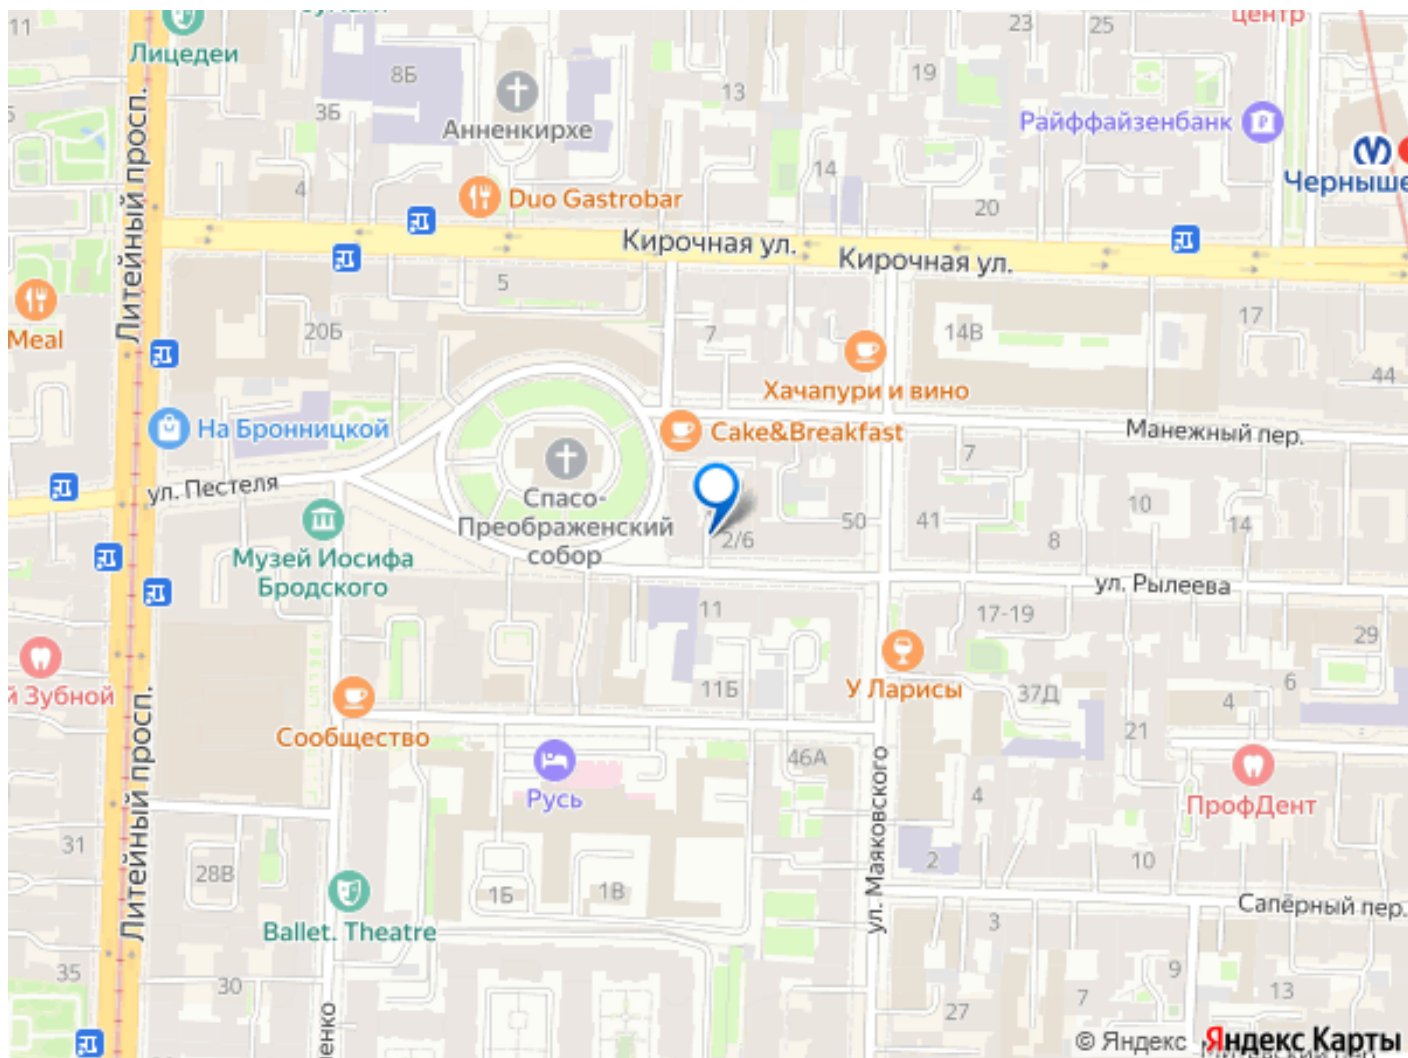 11
Лицедеи
8Б
3Б
Анненкирхе
13
19
23
25
центр
Райффайзенбанк
Черныше
Литейный просп.
4
Duo Gastrobar
14
20
Кирочная ул.
Кирочная ул.
Meal
5
20Б
7
14В
17
44
Хачапури и вино
На Бронницкой
Cake&Breakfast
Манежный пер.
ул. Пестеля
Спасо-
Преображенский
собор
7
10
14
50
41
8
2/6
Музей Иосифа
Бродского
ул. Рылеева
11
17-19
29
й Зубной
11Б
У Ларисы
37Д
6
4
21
Литейный просп.
Сообщество
Русь
46А
ПрофДент
ул. Маяковского
4
31
28В
1Б
1В
2
10
Сапёрный пер.
Ballet. Theatre
3
35
30
9
7
13
27
енко
© Яндекс
Яндекс Карты